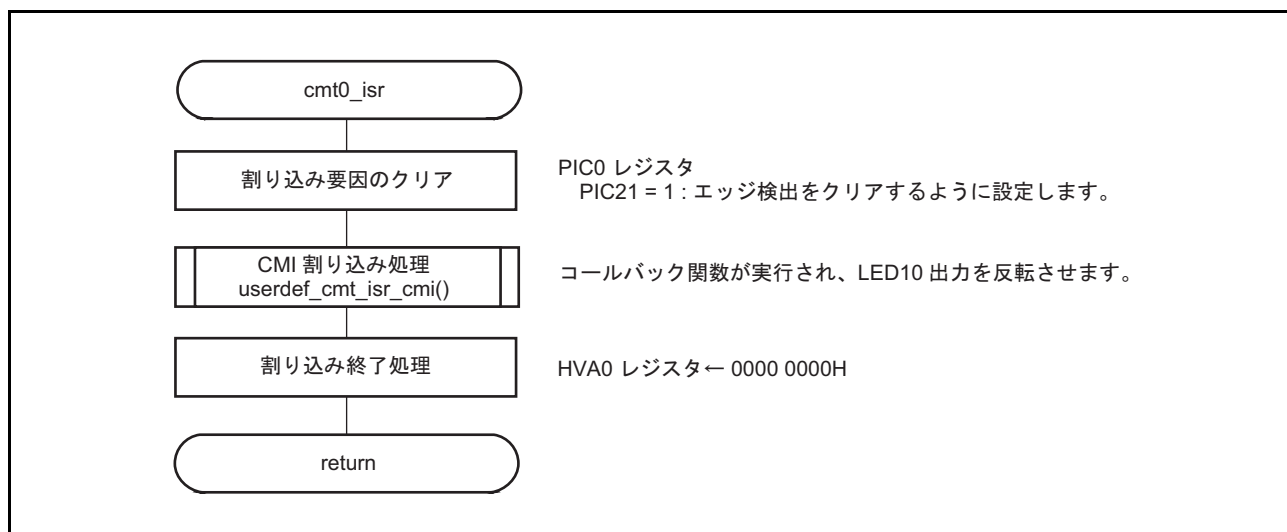 cmt0_isr
割り込み要因のクリア
PIC0 レジスタ
PIC21 = 1 : エッジ検出をクリアするように設定します。
CMI 割り込み処理
userdef_cmt_isr_cmi()
コールバック関数が実行され、LED10 出力を反転させます。
割り込み終了処理
HVA0 レジスタ← 0000 0000H
return